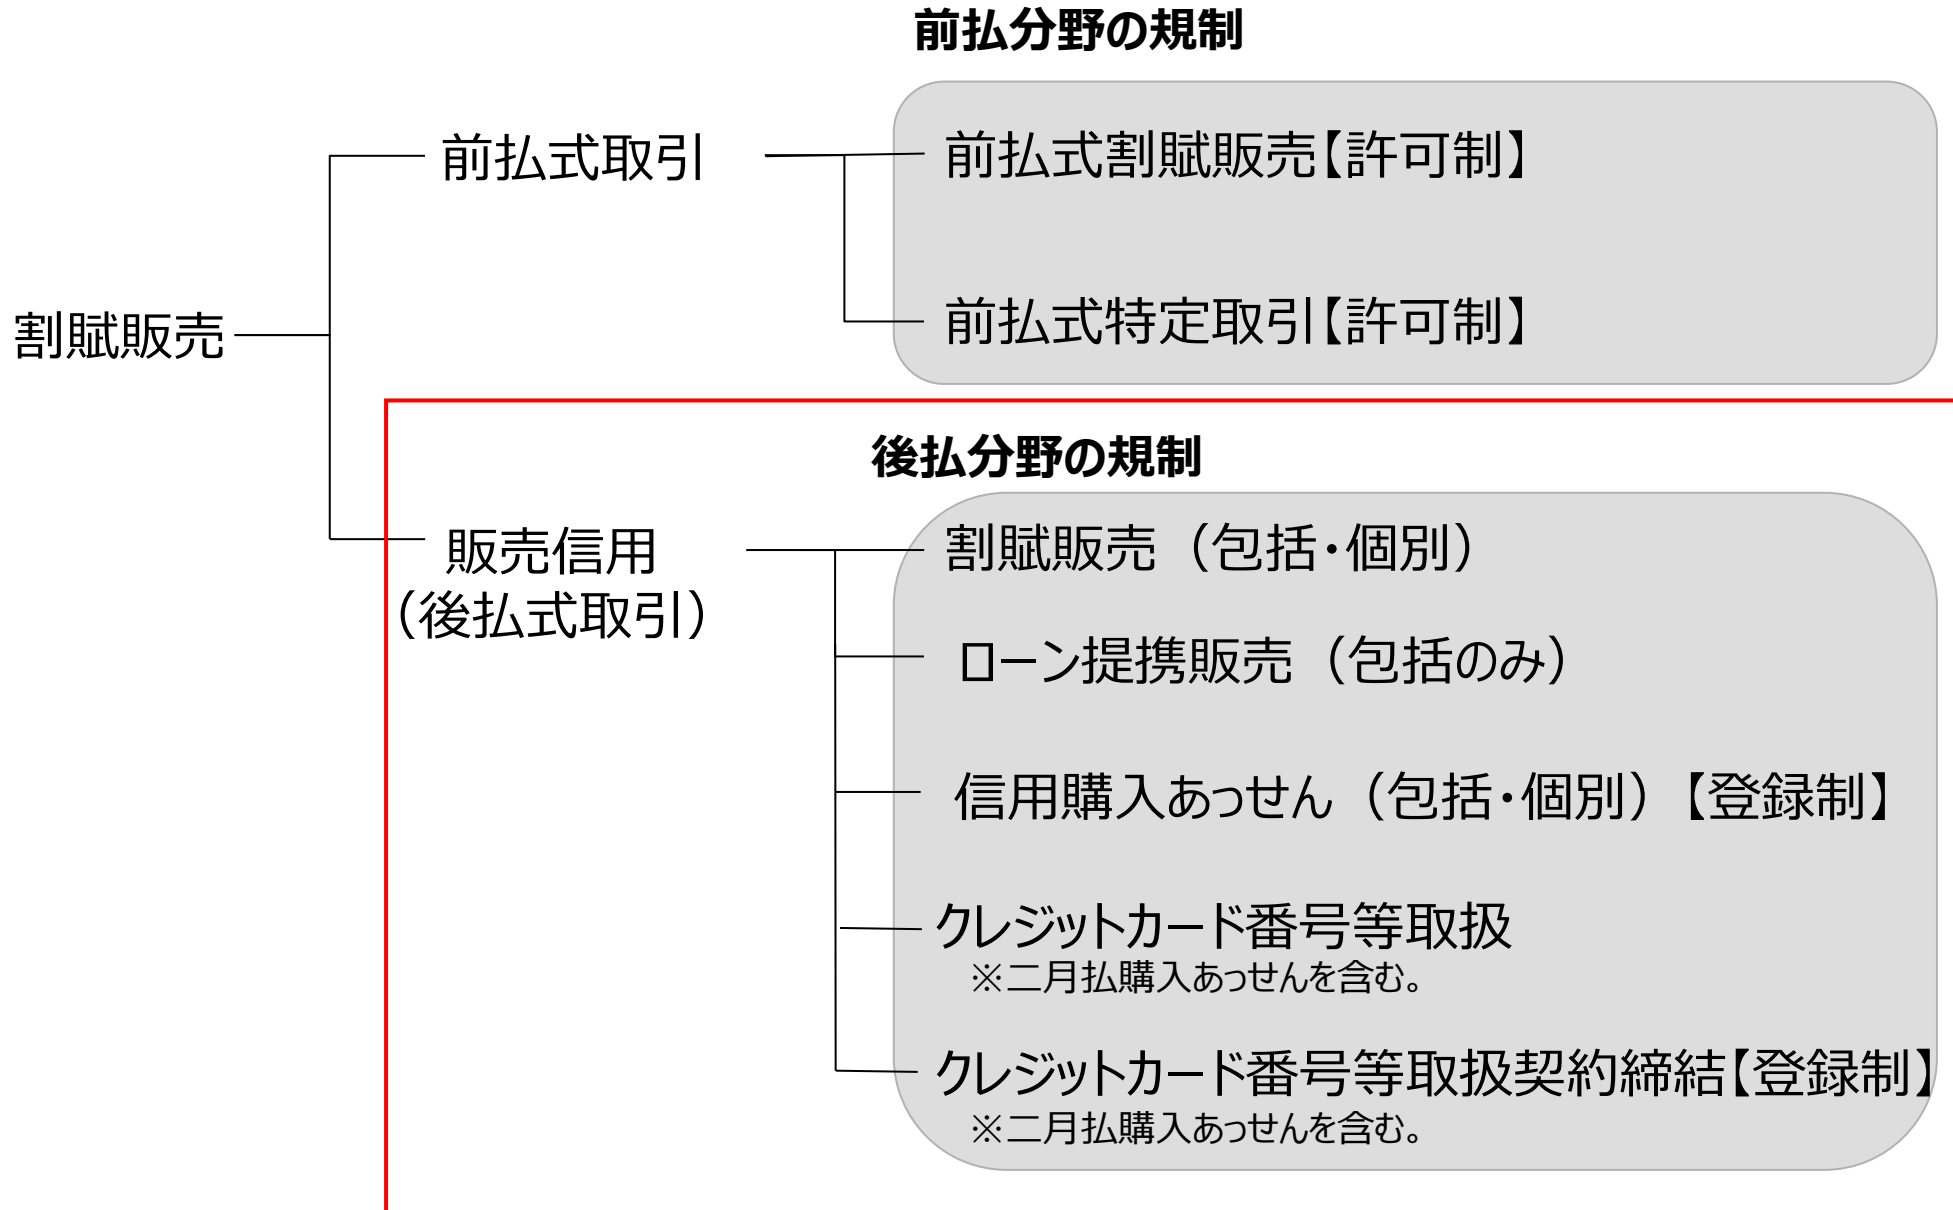 前払分野の規制
前払式取引
前払式割賦販売【許可制】
前払式特定取引【許可制】
割賦販売
後払分野の規制
販売信用
（後払式取引）
割賦販売（包括・個別）
ローン提携販売（包括のみ）
信用購入あっせん（包括・個別）【登録制】
クレジットカード番号等取扱
※二月払購入あっせんを含む。
クレジットカード番号等取扱契約締結【登録制】
※二月払購入あっせんを含む。